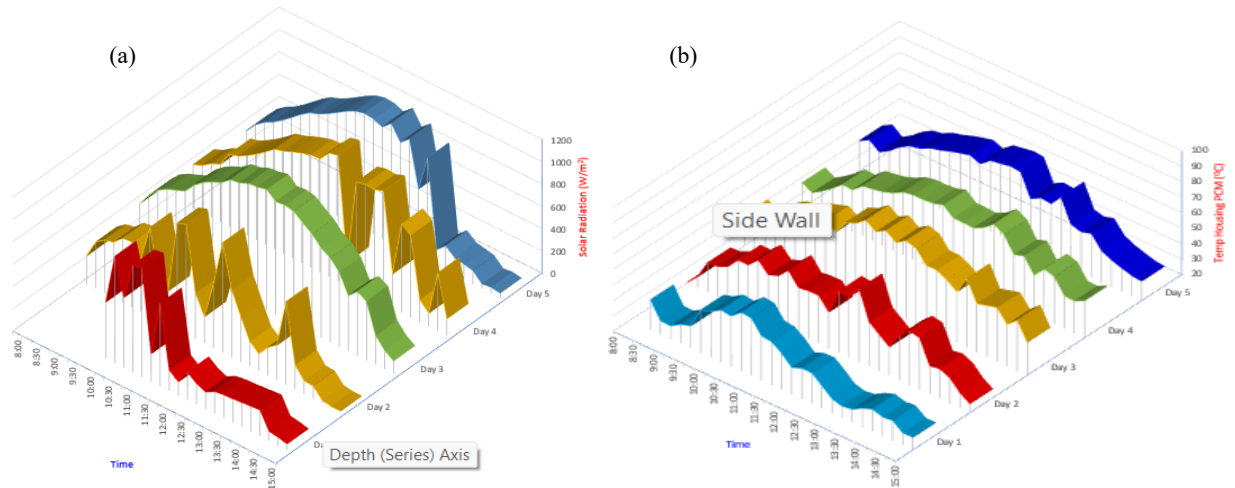 (a)
1200
1000
800
600
400
200
0
Solar Radiation (W/m²)
Day 5
Day 4
Day 3
Day 2
8:00
8:30
9:00
9:30
10:00
10:30
11:00
11:30
12:00
12:30
13:00
13:30
14:00
14:30
15:00
Time
Depth (Series) Axis
(b)
Side Wall
100
90
80
70
60
50
40
30
20
Temp Housing PCM (⁰C)
Day 5
Day 4
Day 3
Day 2
Day 1
8:00
8:30
9:00
9:30
10:00
10:30
11:00
11:30
12:00
12:30
13:00
13:30
14:00
14:30
15:00
Time